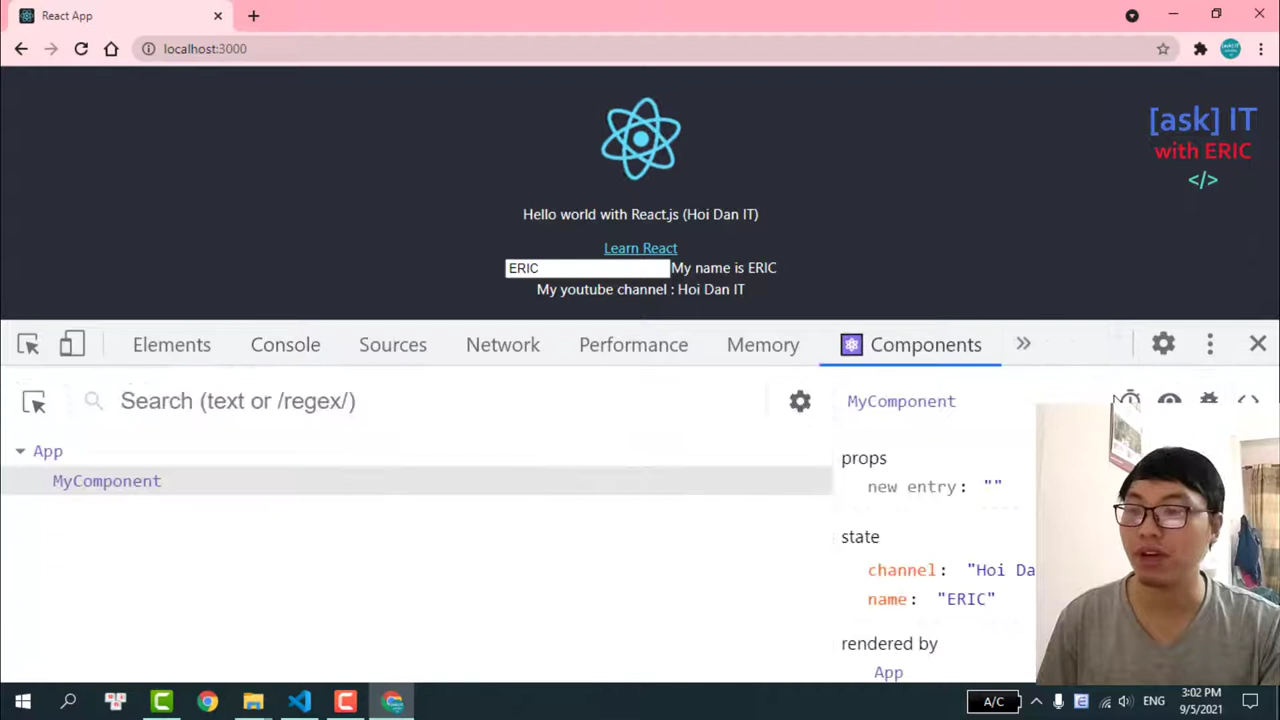 React App
localhost:3000
[ask] IT
with ERIC
</>
Hello world with React.js (Hoi Dan IT)
Learn React
ERIC My name is ERIC
My youtube channel : Hoi Dan IT
Elements Console Sources Network Performance Memory Components
Search (text or /regex/)
MyComponent
App
MyComponent
props
new entry: ""
state
channel: "Hoi Da
name: "ERIC"
rendered by
App
A/C
ENG
3:02 PM
9/5/2021